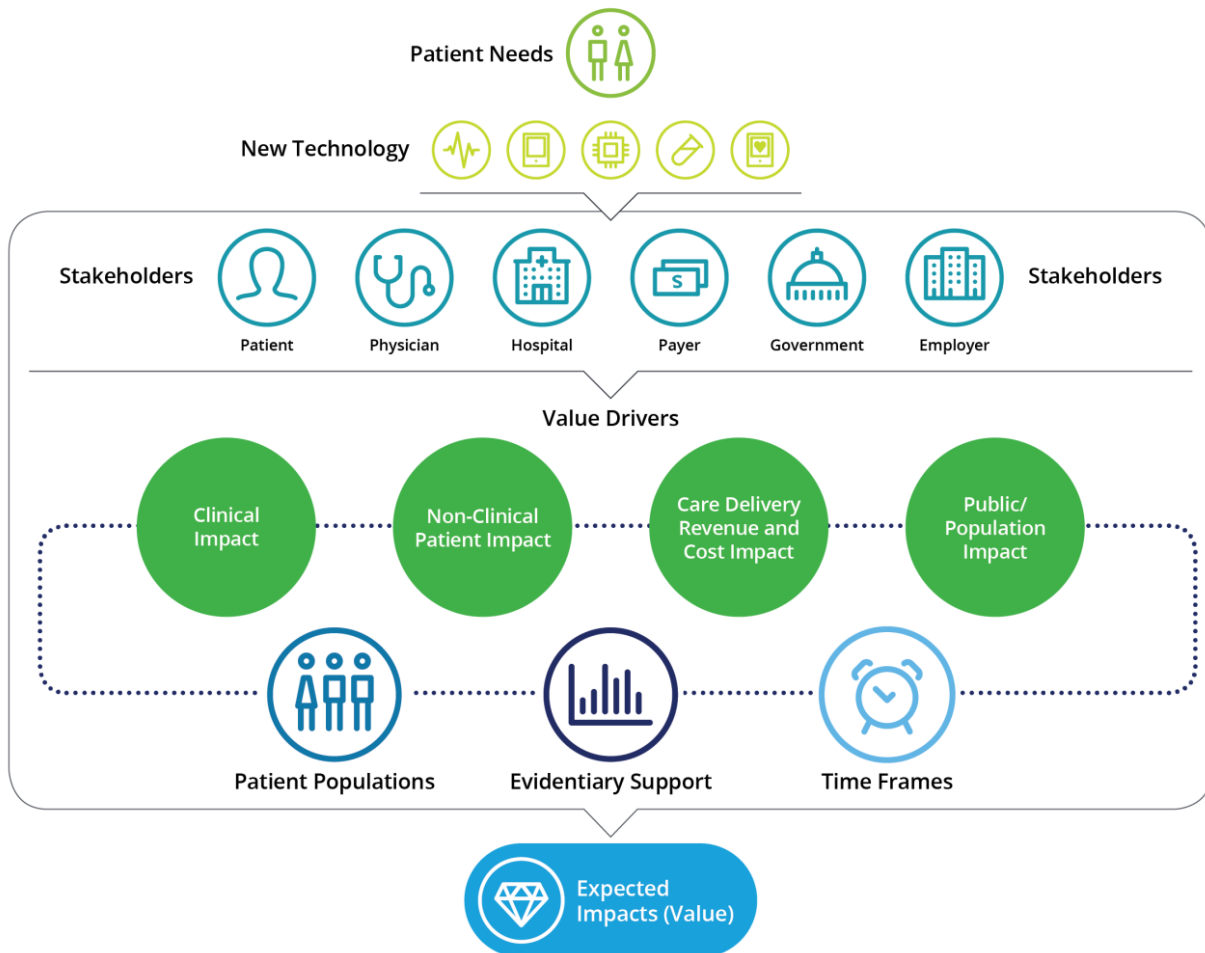 Patient Needs
New Technology
Stakeholders
Stakeholders
S
Patient
Physician
Hospital
Payer
Government
Employer
Value Drivers
Clinical
Impact
Non-Clinical
Patient Impact
Care Delivery
Revenue and
Cost Impact
Public/
Population
Impact
Patient Populations
Evidentiary Support
Time Frames
Expected
Impacts (Value)